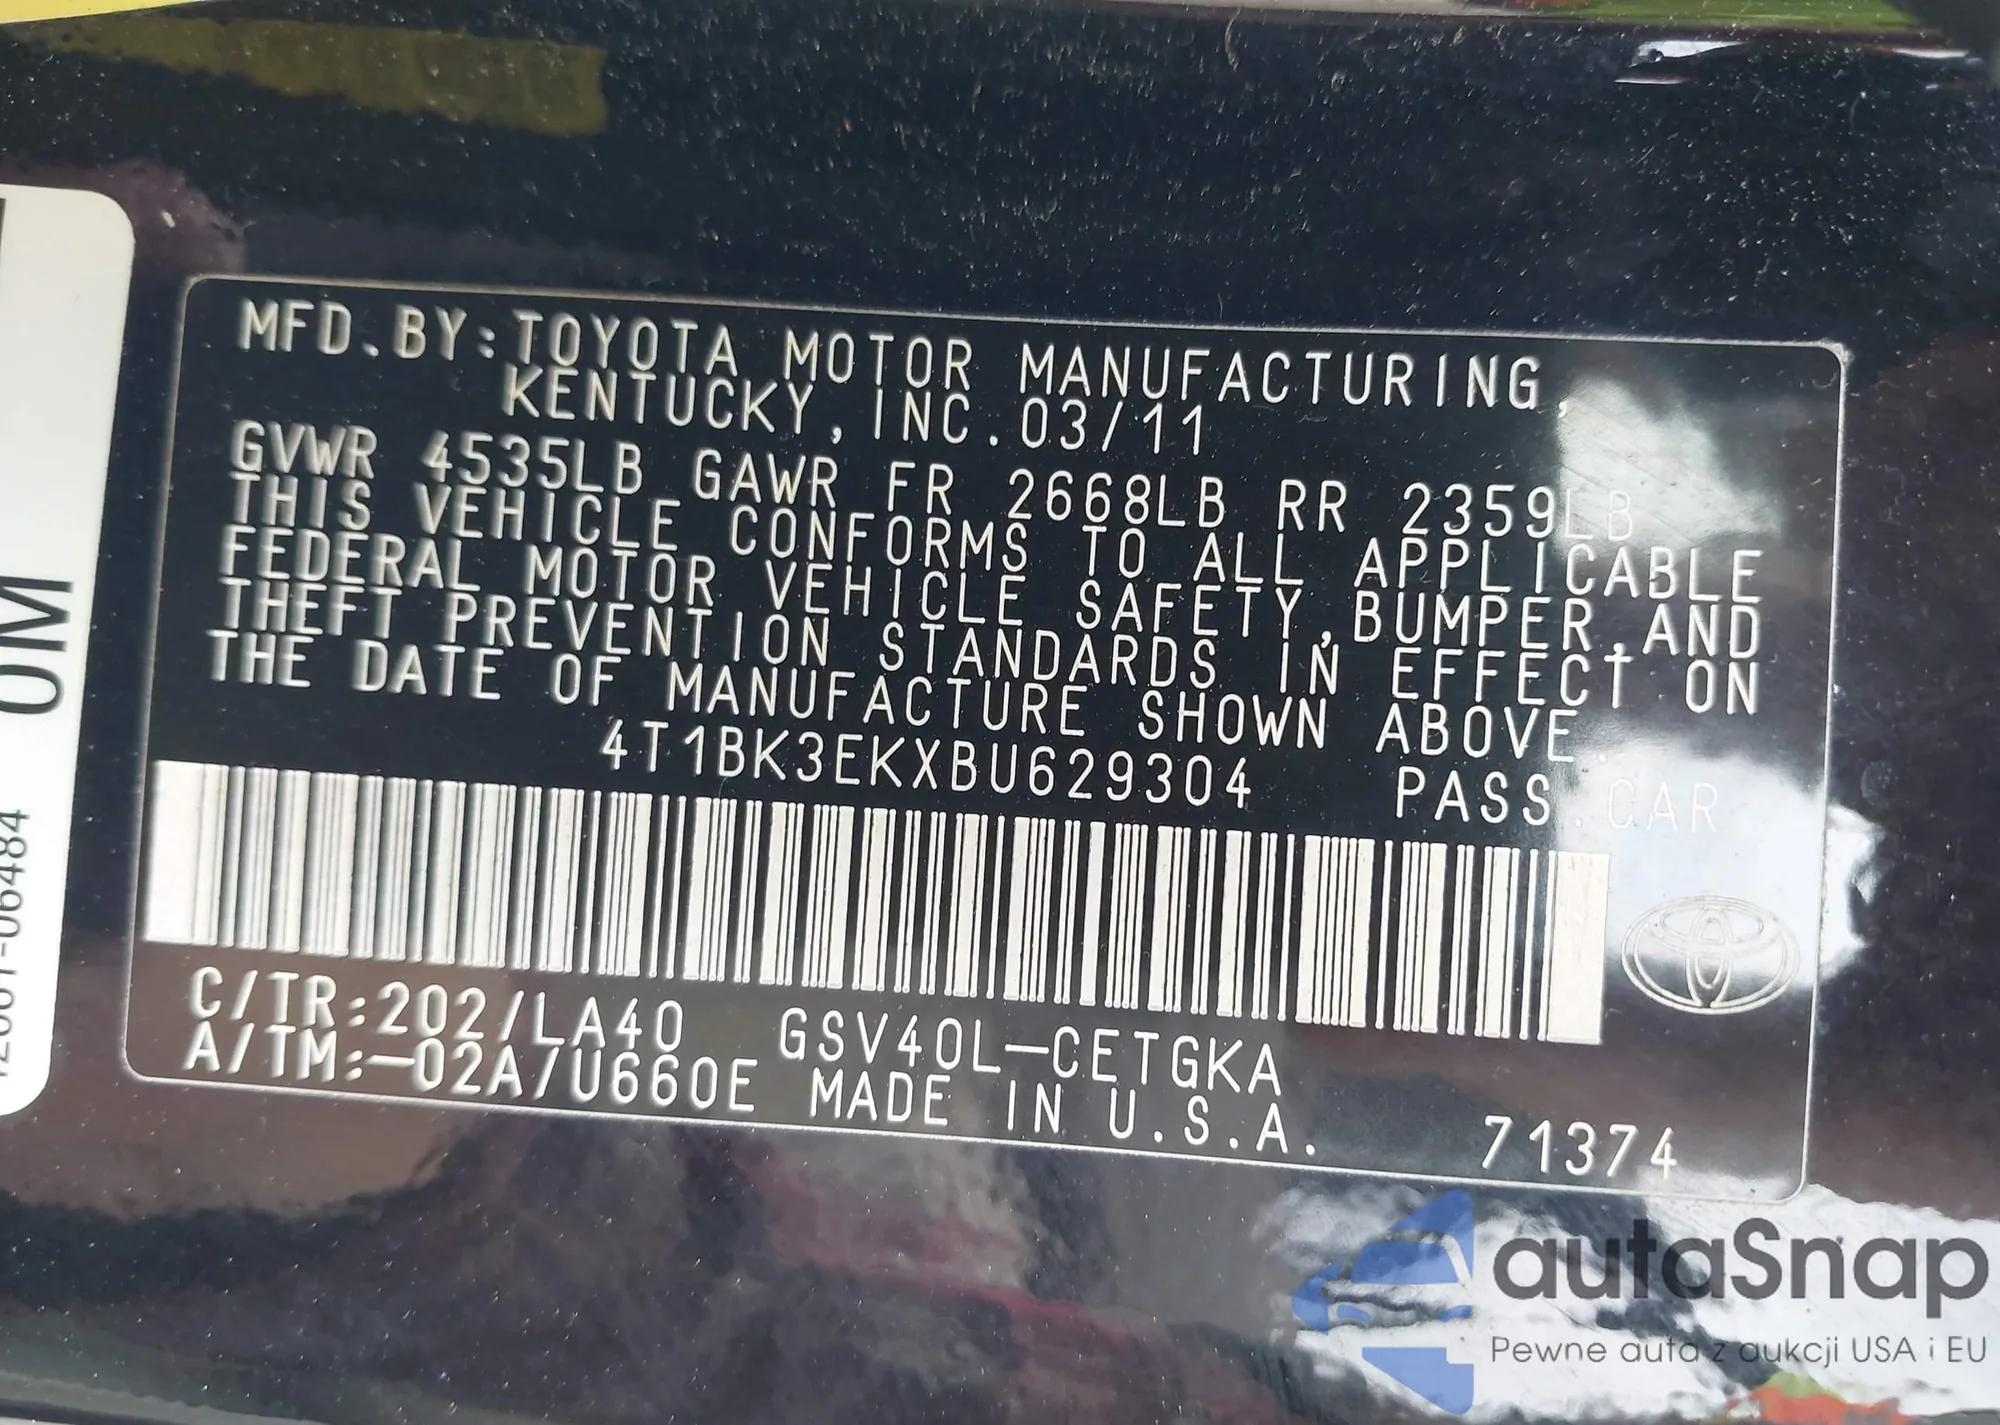 MFD.BY:TOYOTA MOTOR MANUFACTURING,
KENTUCKY,INC.03/11
GVWR 4535LB GAWR FR 2668LB RR 2359LB
THIS VEHICLE CONFORMS TO ALL APPLICABLE
FEDERAL MOTOR VEHICLE SAFETY,BUMPER,AND
THEFT PREVENTION STANDARDS IN EFFECT ON
THE DATE OF MANUFACTURE SHOWN ABOVE.
4T1BK3EKXBU629304 PASS.CAR
C/TR:202/LA40 GSV40L-CETGKA
A/TM:-02A/U660E MADE IN U.S.A.
71374
0M
autaSnap
Pewne auta z aukcji USA i EU